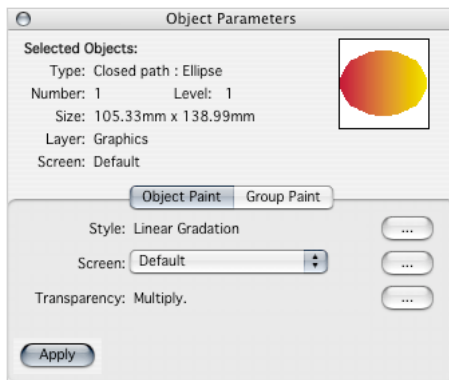 Object Parameters
Selected Objects:
Type: Closed path : Ellipse
Number: 1 Level: 1
Size: 105.33mm x 138.99mm
Layer: Graphics
Screen: Default
Object Paint Group Paint
Style: Linear Gradation ...
Screen: Default ...
Transparency: Multiply. ...
Apply